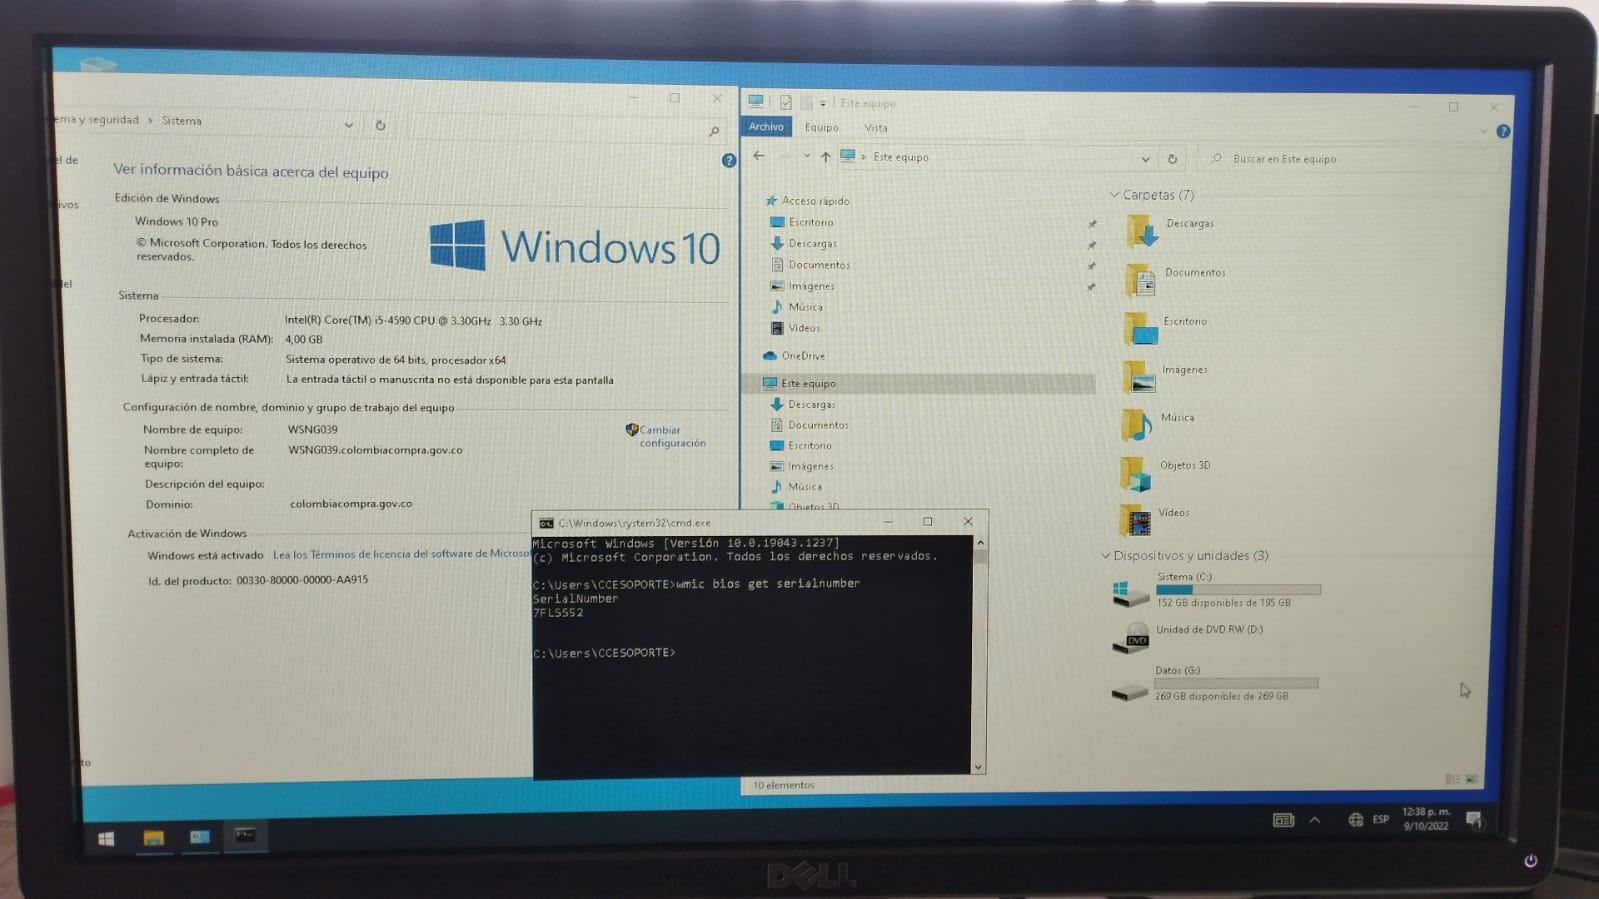 ema y seguridad › Sistema
el de
ivos
el
to
Ver información básica acerca del equipo
Edición de Windows
Windows 10 Pro
© Microsoft Corporation. Todos los derechos
reservados.
Windows 10
Sistema
Procesador: Intel(R) Core(TM) i5-4590 CPU @ 3.30GHz 3.30 GHz
Memoria instalada (RAM): 4,00 GB
Tipo de sistema: Sistema operativo de 64 bits, procesador x64
Lápiz y entrada táctil: La entrada táctil o manuscrita no está disponible para esta pantalla
Configuración de nombre, dominio y grupo de trabajo del equipo
Nombre de equipo: WSNG039
Cambiar
configuración
Nombre completo de
equipo: WSNG039.colombiacompra.gov.co
Descripción del equipo:
Dominio: colombiacompra.gov.co
Activación de Windows
Windows está activado Lea los Términos de licencia del software de Microsof
Id. del producto: 00330-80000-00000-AA915
Este equipo
Archivo Equipo Vista
› Este equipo
Buscar en Este equipo
Acceso rápido
Escritorio
Descargas
Documentos
Imágenes
Música
Vídeos
OneDrive
Este equipo
Descargas
Documentos
Escritorio
Imágenes
Música
Objetos 3D
Carpetas (7)
Descargas
Documentos
Escritorio
Imágenes
Música
Objetos 3D
Vídeos
Dispositivos y unidades (3)
Sistema (C:)
152 GB disponibles de 195 GB
Unidad de DVD RW (D:)
DVD
Datos (G:)
269 GB disponibles de 269 GB
10 elementos
C:\Windows\system32\cmd.exe
Microsoft Windows [Versión 10.0.19043.1237]
(c) Microsoft Corporation. Todos los derechos reservados.
C:\Users\CCESOPORTE>wmic bios get serialnumber
SerialNumber
7FLSS52
C:\Users\CCESOPORTE>
ESP
12:38 p. m.
9/10/2022
1
DELL